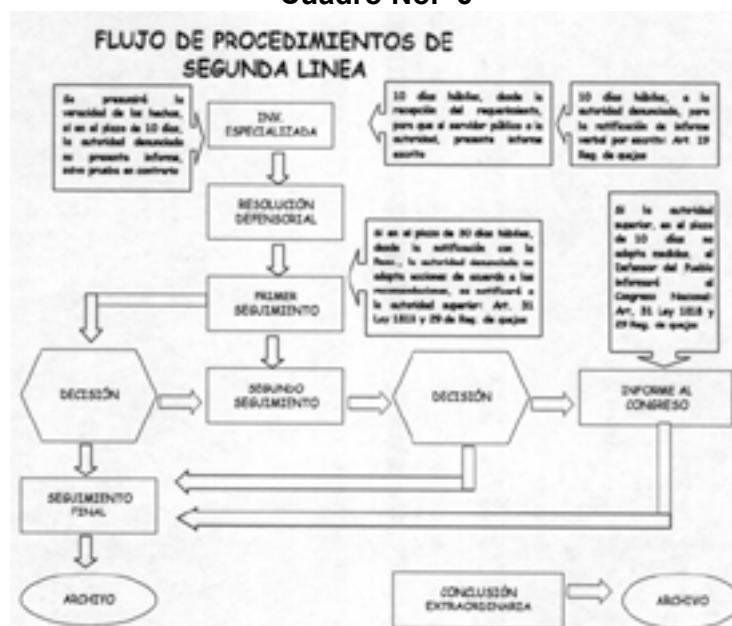 Cuadro No. 6
FLUJO DE PROCEDIMIENTOS DE
SEGUNDA LINEA
Se presumirá la
veracidad de los hechos,
si en el plazo de 10 días,
la autoridad denunciada
no presenta informe,
salvo prueba en contrario
INV.
ESPECIALIZADA
10 días hábiles, desde la
recepción del requerimiento,
para que el servidor público o la
autoridad, presente informe
escrito
10 días hábiles, a la
autoridad denunciada, para
la ratificación de informe
verbal por escrito: Art. 19
Reg. de quejas
RESOLUCIÓN
DEFENSORIAL
Si en el plazo de 30 días hábiles,
desde la notificación con la
Resc., la autoridad denunciada no
adopta acciones de acuerdo a las
recomendaciones, se notificará a
la autoridad superior: Art. 31
Ley 1818 y 29 de Reg. de quejas
Si la autoridad
superior, en el plazo
de 10 días no
adopta medidas, el
Defensor del Pueblo
informará al
Congreso Nacional:
Art. 31 Ley 1818 y
29 Reg. de quejas
PRIMER
SEGUIMIENTO
DECISIÓN
SEGUNDO
SEGUIMIENTO
DECISIÓN
INFORME AL
CONGRESO
SEGUIMIENTO
FINAL
ARCHIVO
CONCLUSIÓN
EXTRAORDINARIA
ARCHIVO